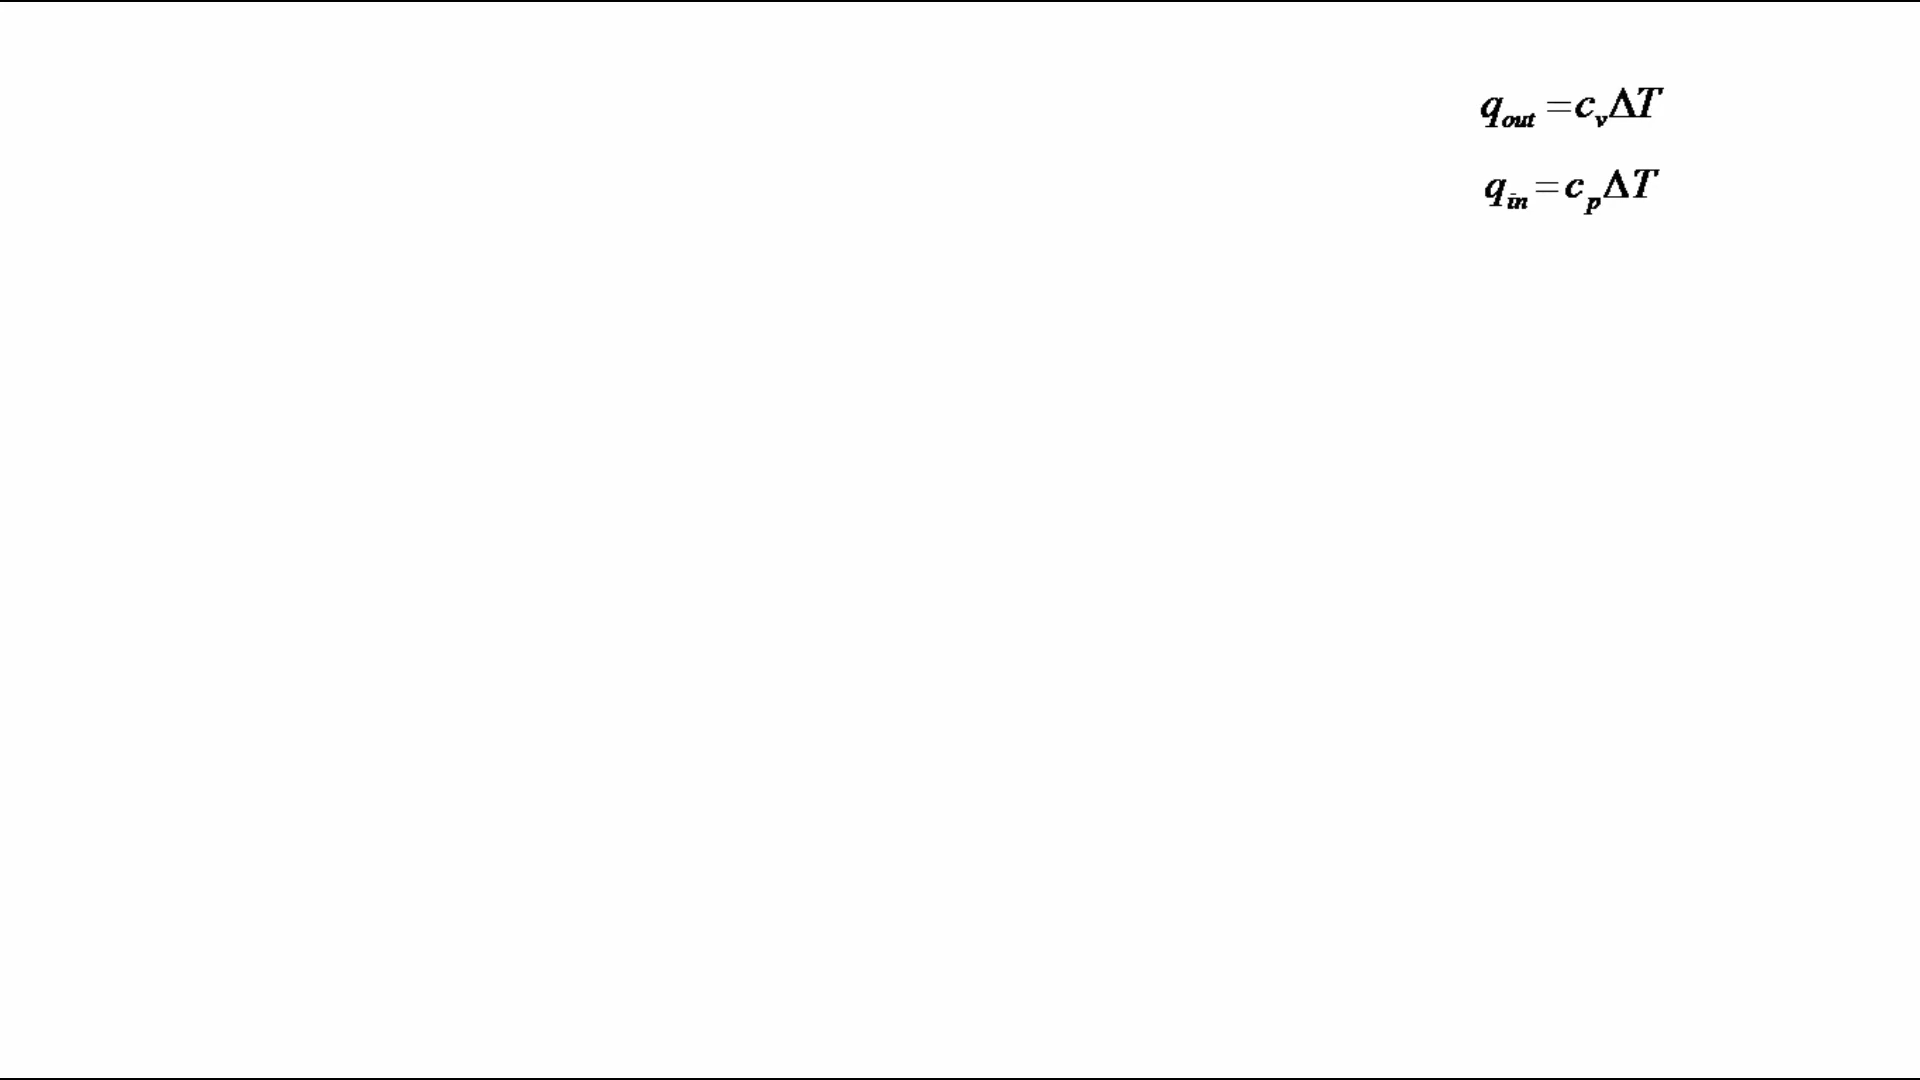 q_out = c_v ΔT
q_in = c_p ΔT